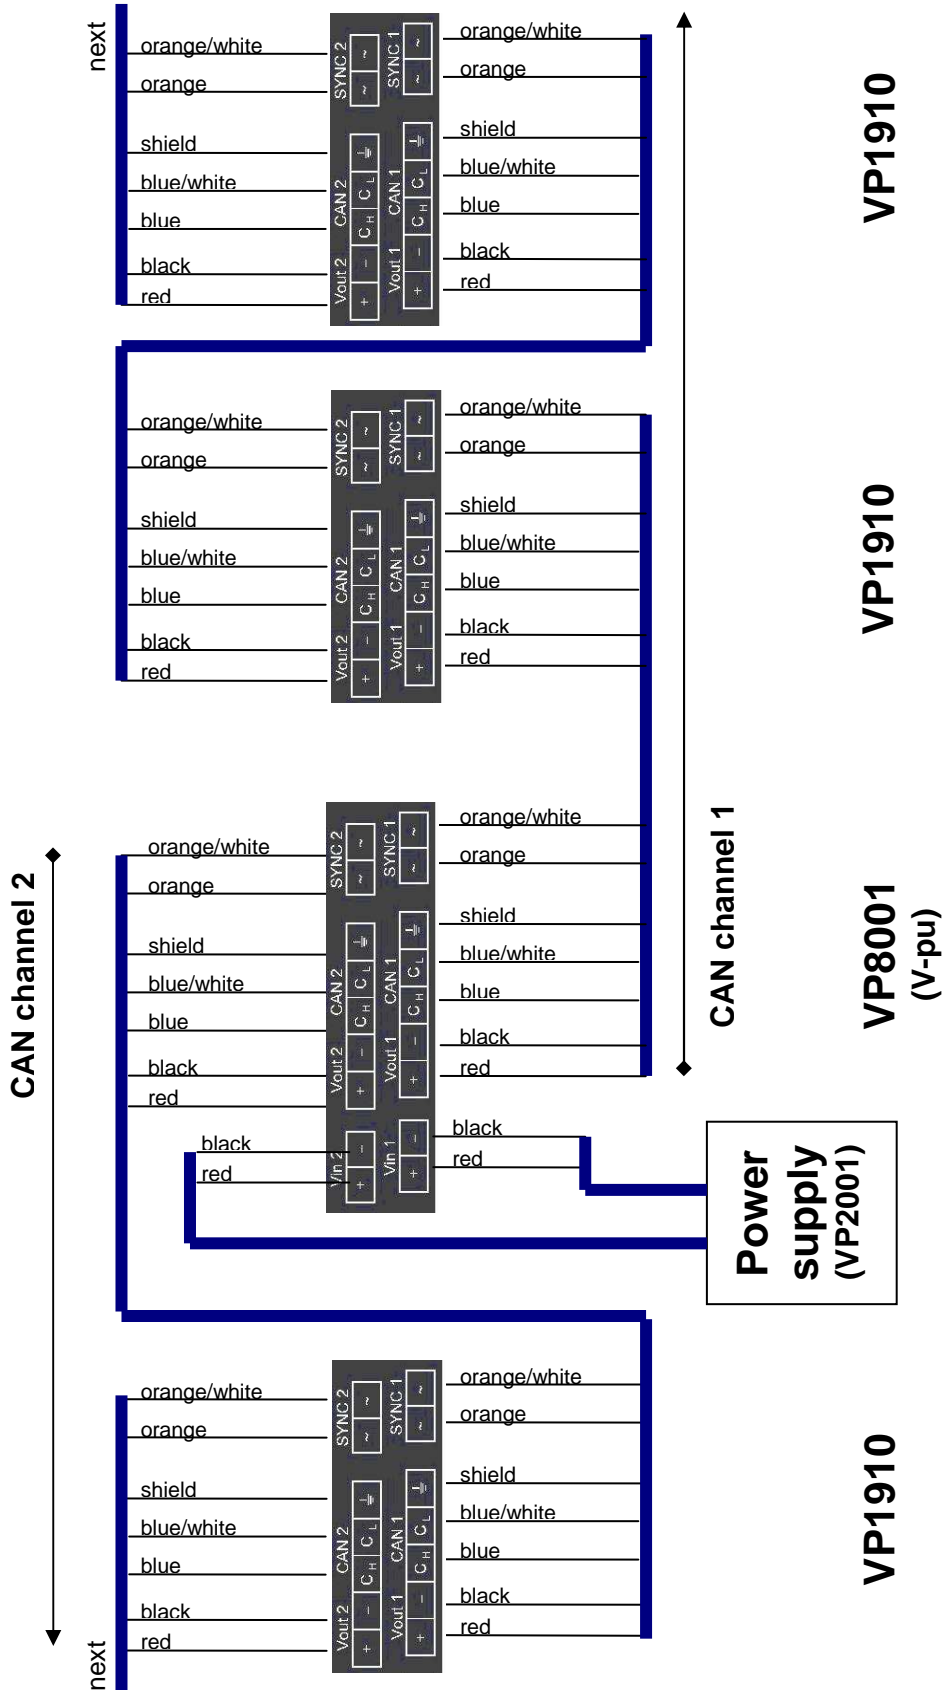 next
orange/white
orange
shield
blue/white
blue
black
red
SYNC 2
~ ~
CAN 2
C H C L
Vout 2
+ −
SYNC 1
~ ~
CAN 1
C H C L
Vout 1
+ −
orange/white
orange
shield
blue/white
blue
black
red
VP1910
orange/white
orange
shield
blue/white
blue
black
red
SYNC 2
~ ~
CAN 2
C H C L
Vout 2
+ −
SYNC 1
~ ~
CAN 1
C H C L
Vout 1
+ −
orange/white
orange
shield
blue/white
blue
black
red
VP1910
CAN channel 2
orange/white
orange
shield
blue/white
blue
black
red
black
red
SYNC 2
~ ~
CAN 2
C H C L
Vout 2
+ −
Vin 2
+ −
SYNC 1
~ ~
CAN 1
C H C L
Vout 1
+ −
Vin 1
+ −
orange/white
orange
shield
blue/white
blue
black
red
black
red
CAN channel 1
VP8001
(V-pu)
Power
supply
(VP2001)
orange/white
orange
shield
blue/white
blue
black
red
next
SYNC 2
~ ~
CAN 2
C H C L
Vout 2
+ −
SYNC 1
~ ~
CAN 1
C H C L
Vout 1
+ −
orange/white
orange
shield
blue/white
blue
black
red
VP1910